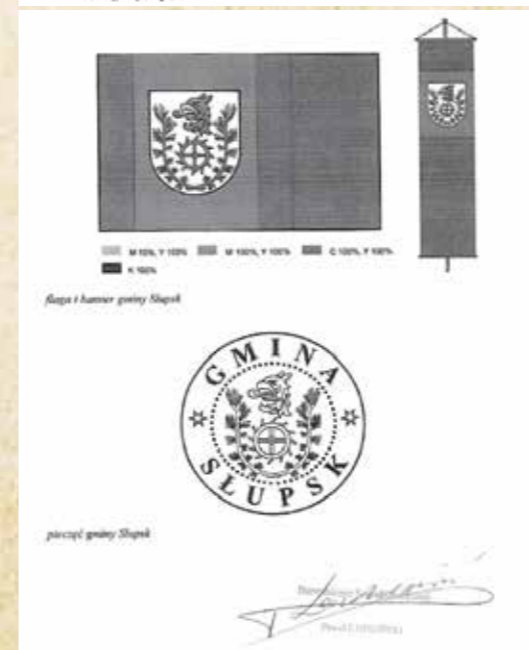 M 10%, Y 100% M 100%, Y 100% C 100%, Y 100%
K 100%
flaga i banner gminy Słupsk
GMINA
SŁUPSK
pieczęć gminy Słupsk